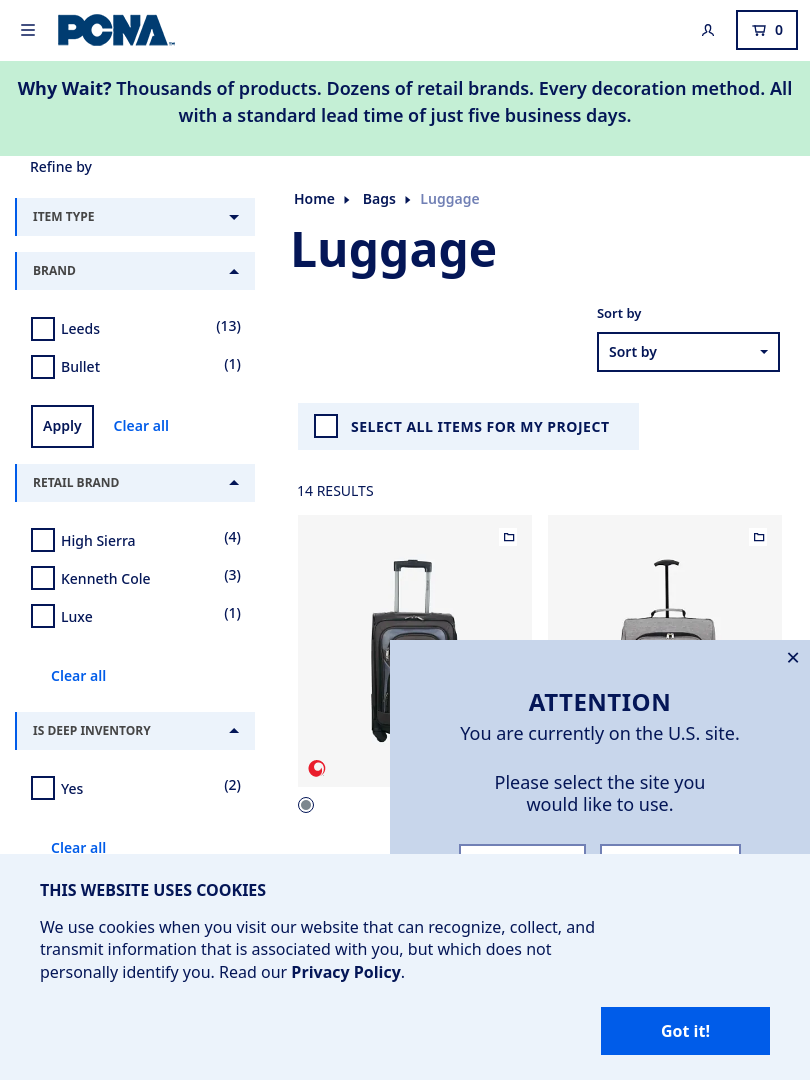 PCNA
0
Why Wait? Thousands of products. Dozens of retail brands. Every decoration method. All
with a standard lead time of just five business days.
Refine by
ITEM TYPE
BRAND
Leeds (13)
Bullet (1)
Apply Clear all
RETAIL BRAND
High Sierra (4)
Kenneth Cole (3)
Luxe (1)
Clear all
IS DEEP INVENTORY
Yes (2)
Clear all
Home Bags Luggage
Luggage
Sort by
Sort by
SELECT ALL ITEMS FOR MY PROJECT
14 RESULTS
ATTENTION
You are currently on the U.S. site.
Please select the site you
would like to use.
THIS WEBSITE USES COOKIES
We use cookies when you visit our website that can recognize, collect, and
transmit information that is associated with you, but which does not
personally identify you. Read our Privacy Policy.
Got it!